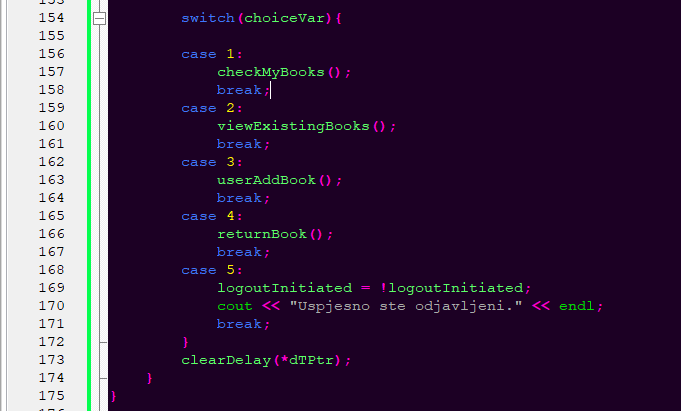 153
154 switch(choiceVar){
155
156 case 1:
157 checkMyBooks();
158 break;
159 case 2:
160 viewExistingBooks();
161 break;
162 case 3:
163 userAddBook();
164 break;
165 case 4:
166 returnBook();
167 break;
168 case 5:
169 logoutInitiated = !logoutInitiated;
170 cout << "Uspjesno ste odjavljeni." << endl;
171 break;
172 }
173 clearDelay(*dTPtr);
174 }
175 }
176